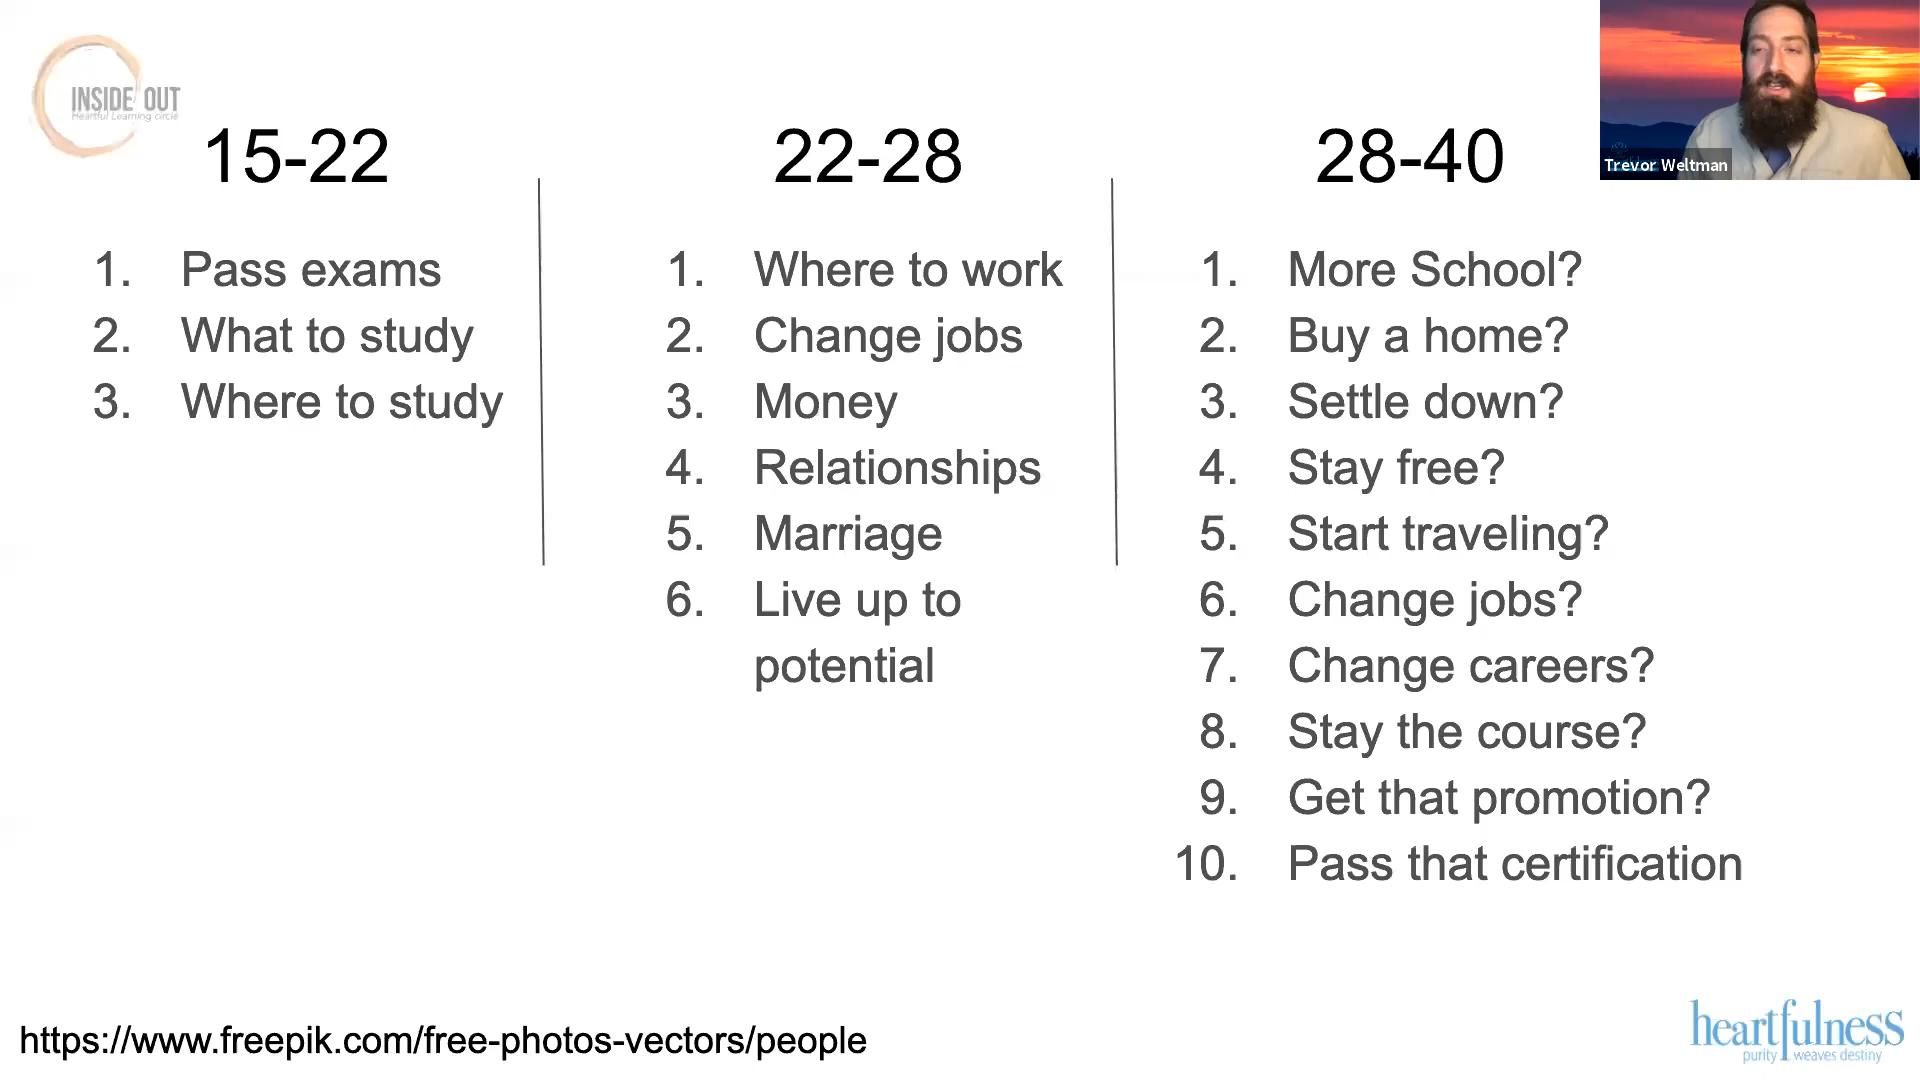 INSIDE OUT
Heartful Learning circle
15-22
1. Pass exams
2. What to study
3. Where to study
22-28
1. Where to work
2. Change jobs
3. Money
4. Relationships
5. Marriage
6. Live up to
potential
28-40
1. More School?
2. Buy a home?
3. Settle down?
4. Stay free?
5. Start traveling?
6. Change jobs?
7. Change careers?
8. Stay the course?
9. Get that promotion?
10. Pass that certification
Trevor Weltman
https://www.freepik.com/free-photos-vectors/people
heartfulness
purity weaves destiny